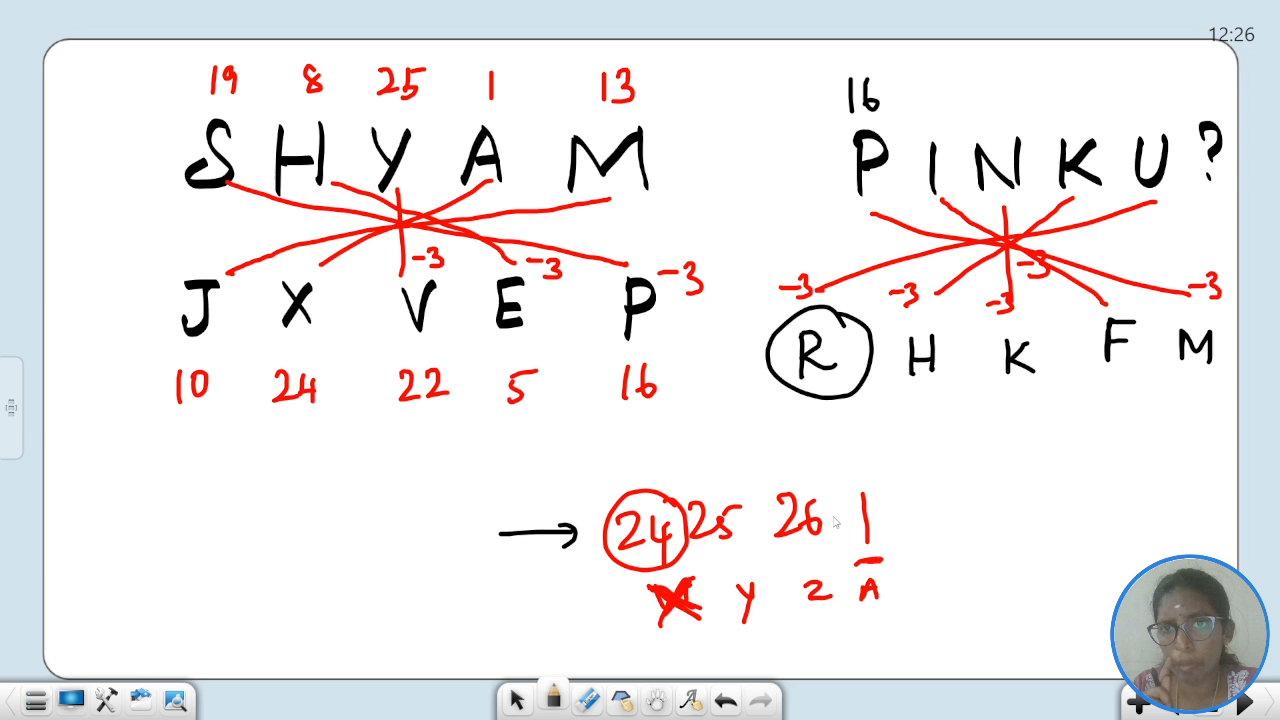 12:26
19 8 25 1 13
S H Y A M
-3 -3 -3
J X V E P
10 24 22 5 16
16
P I N K U ?
-3 -3 -3 -3 -3
R H K F M
→ 24 25 26 1
X Y Z A